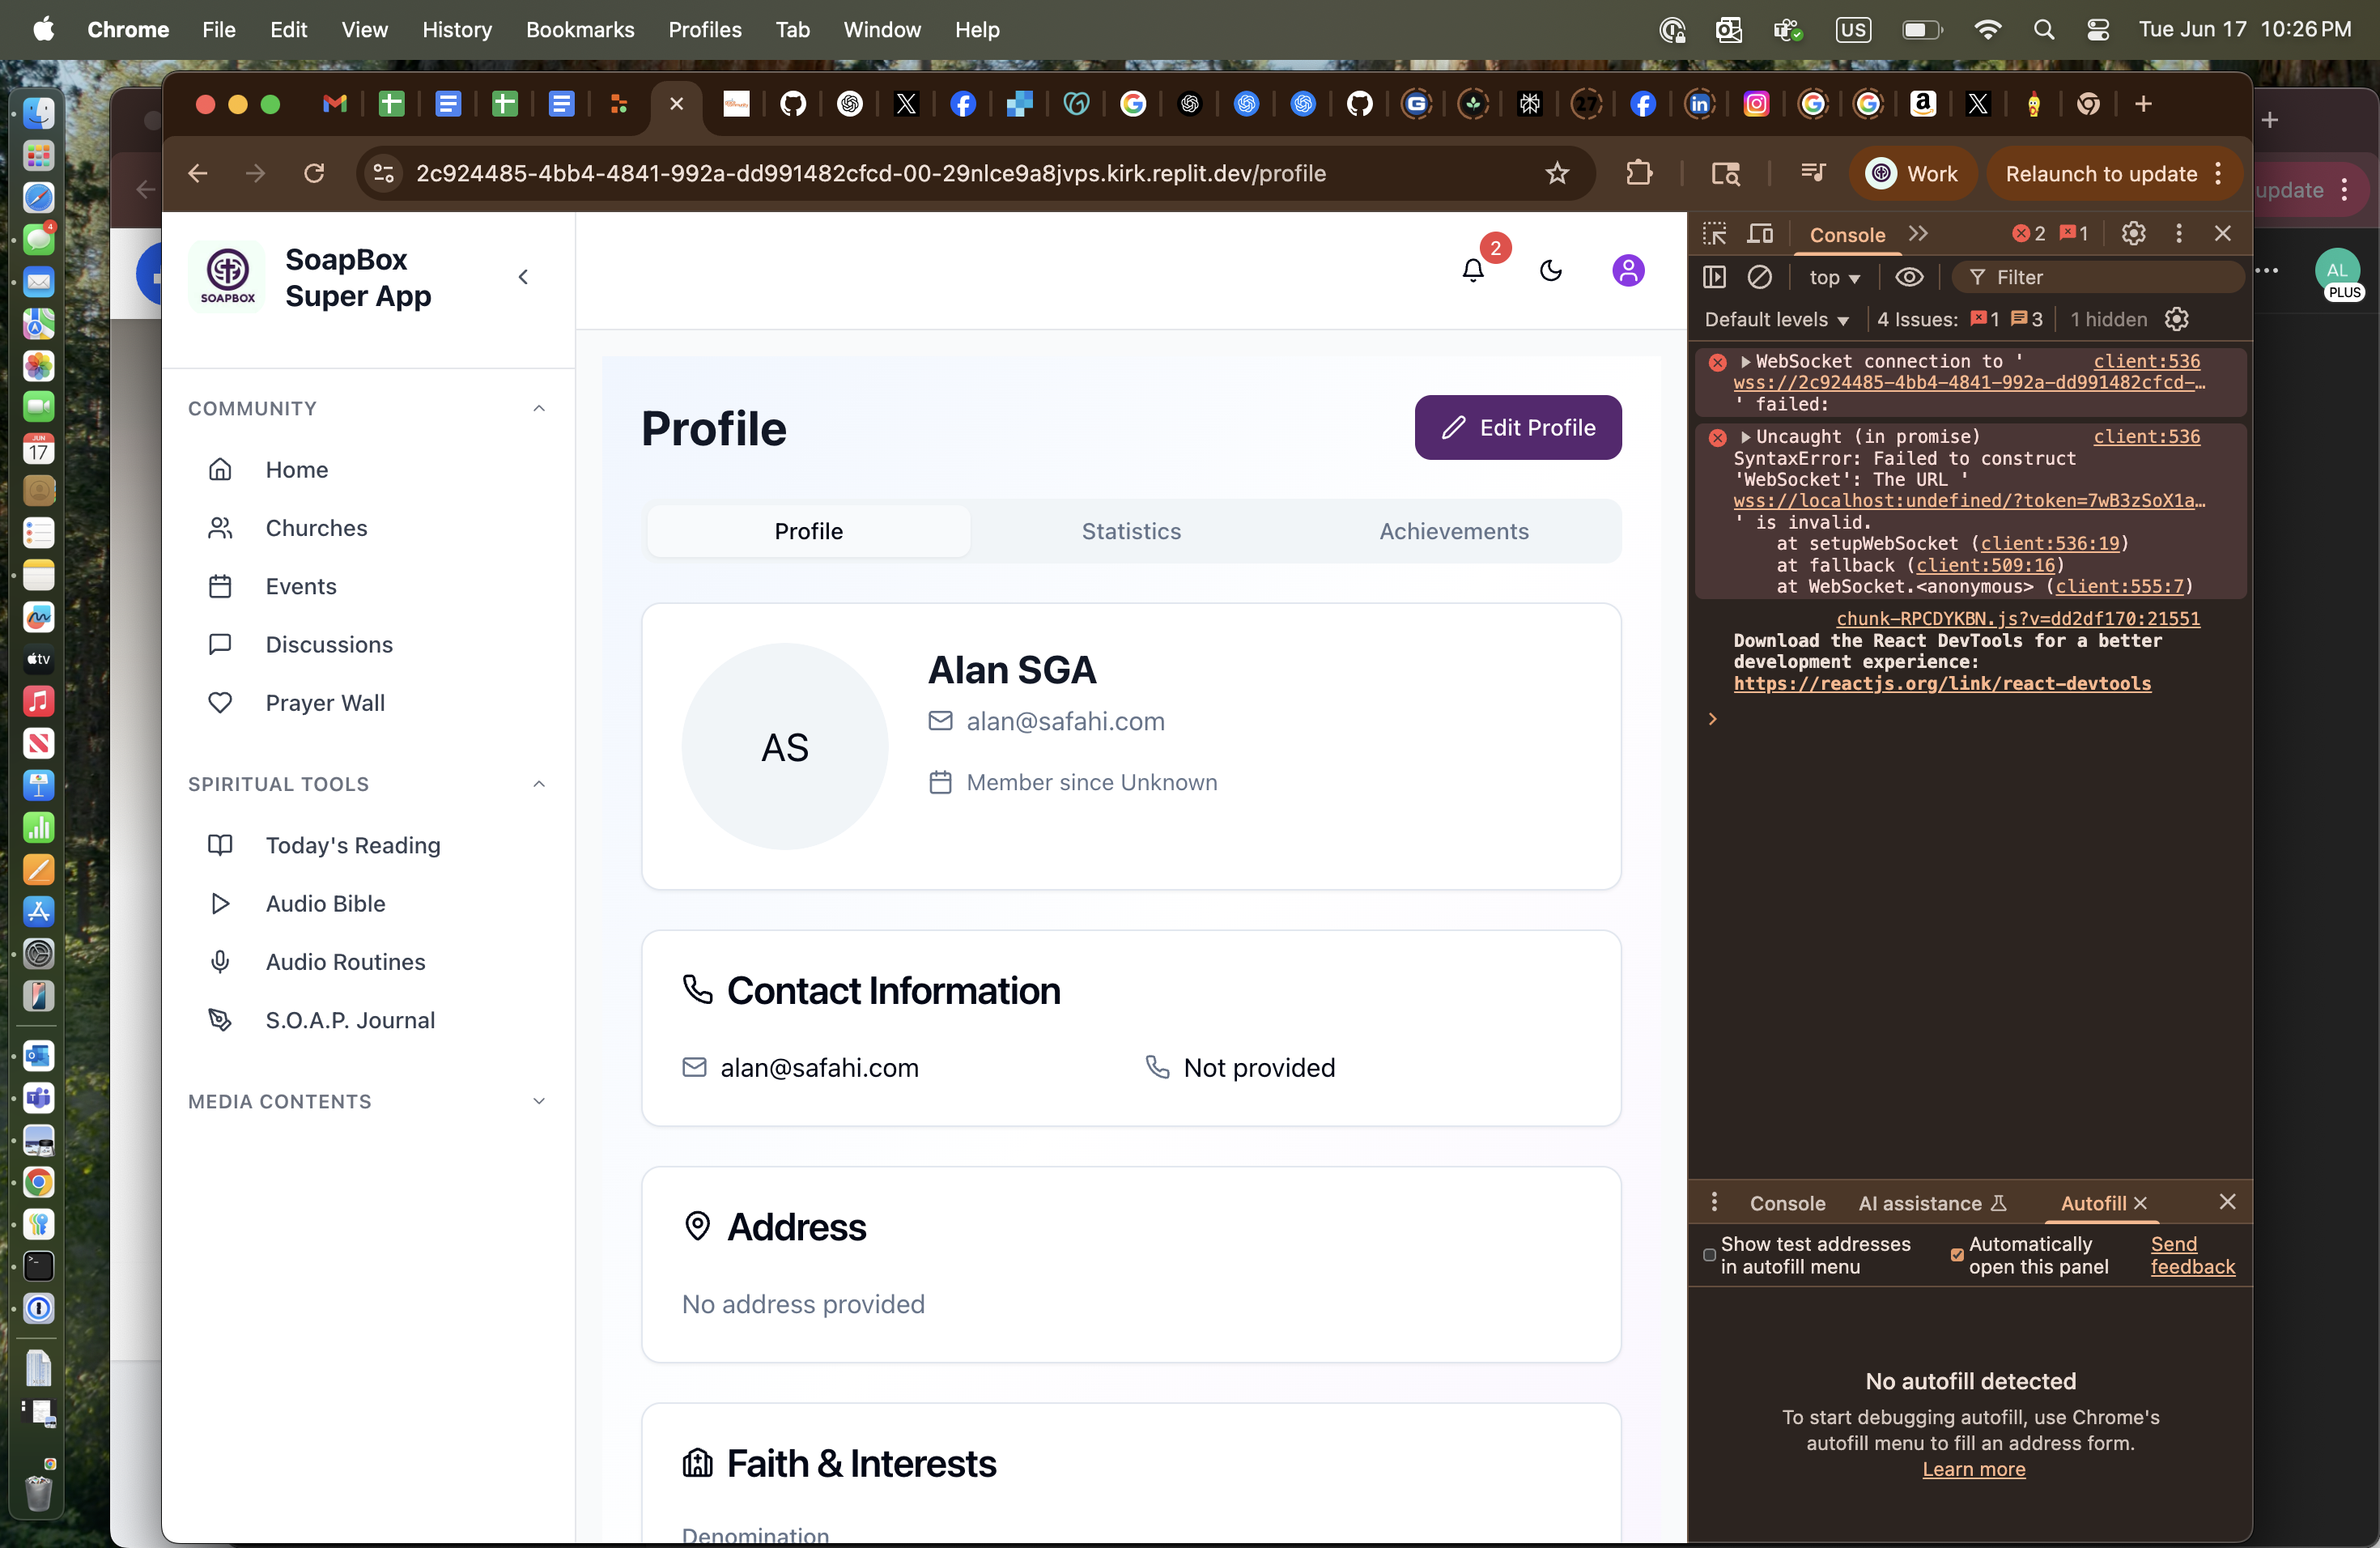 Chrome File Edit View History Bookmarks Profiles Tab Window Help
US
Tue Jun 17 10:26 PM
2c924485-4bb4-4841-992a-dd991482cfcd-00-29nlce9a8jvps.kirk.replit.dev/profile
Work
Relaunch to update
update
AL
PLUS
4
JUN
17
tv
27
SOAPBOX
SoapBox
Super App
2
COMMUNITY
Home
Churches
Events
Discussions
Prayer Wall
SPIRITUAL TOOLS
Today's Reading
Audio Bible
Audio Routines
S.O.A.P. Journal
MEDIA CONTENTS
Profile
Edit Profile
Profile Statistics Achievements
AS
Alan SGA
alan@safahi.com
Member since Unknown
Contact Information
alan@safahi.com Not provided
Address
No address provided
Faith & Interests
Denomination
Console 2 1
top Filter
Default levels 4 Issues: 1 3 1 hidden
WebSocket connection to ' client:536
wss://2c924485-4bb4-4841-992a-dd991482cfcd-…
' failed:
Uncaught (in promise) client:536
SyntaxError: Failed to construct
'WebSocket': The URL '
wss://localhost:undefined/?token=7wB3zSoX1a…
' is invalid.
at setupWebSocket (client:536:19)
at fallback (client:509:16)
at WebSocket.<anonymous> (client:555:7)
chunk-RPCDYKBN.js?v=dd2df170:21551
Download the React DevTools for a better
development experience:
https://reactjs.org/link/react-devtools
Console AI assistance Autofill
Show test addresses
in autofill menu
Automatically
open this panel
Send
feedback
No autofill detected
To start debugging autofill, use Chrome's
autofill menu to fill an address form.
Learn more